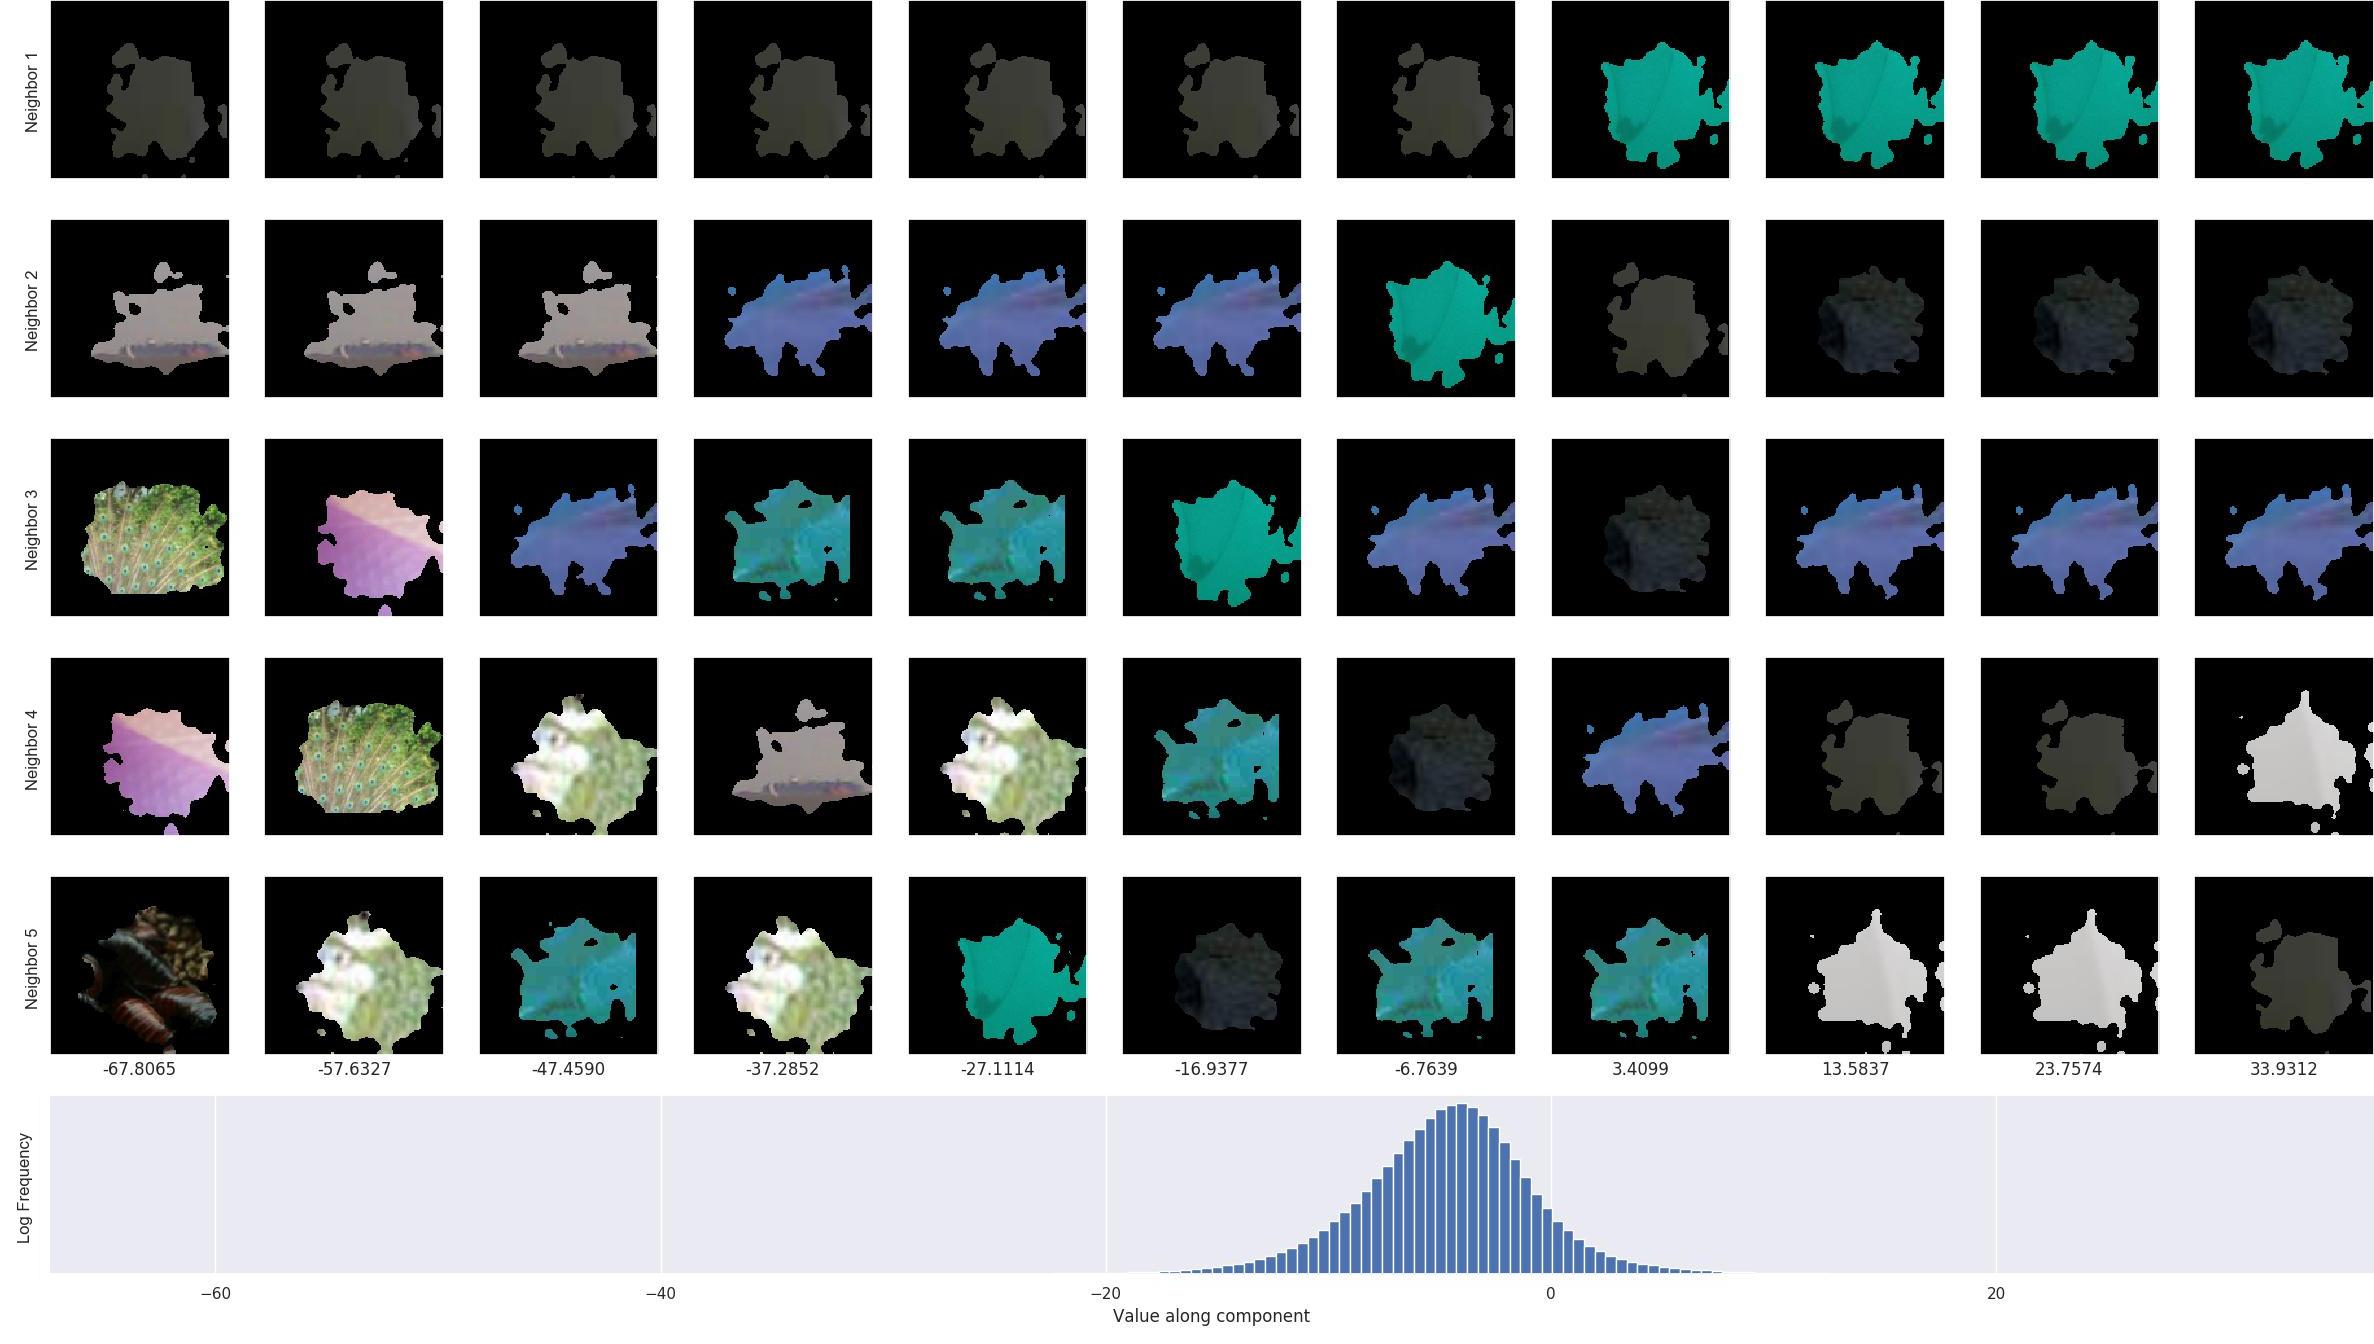 Neighbor 1
Neighbor 2
Neighbor 3
Neighbor 4
Neighbor 5
-67.8065 -57.6327 -47.4590 -37.2852 -27.1114 -16.9377 -6.7639 3.4099 13.5837 23.7574 33.9312
Log Frequency
−60 −40 −20 0 20
Value along component